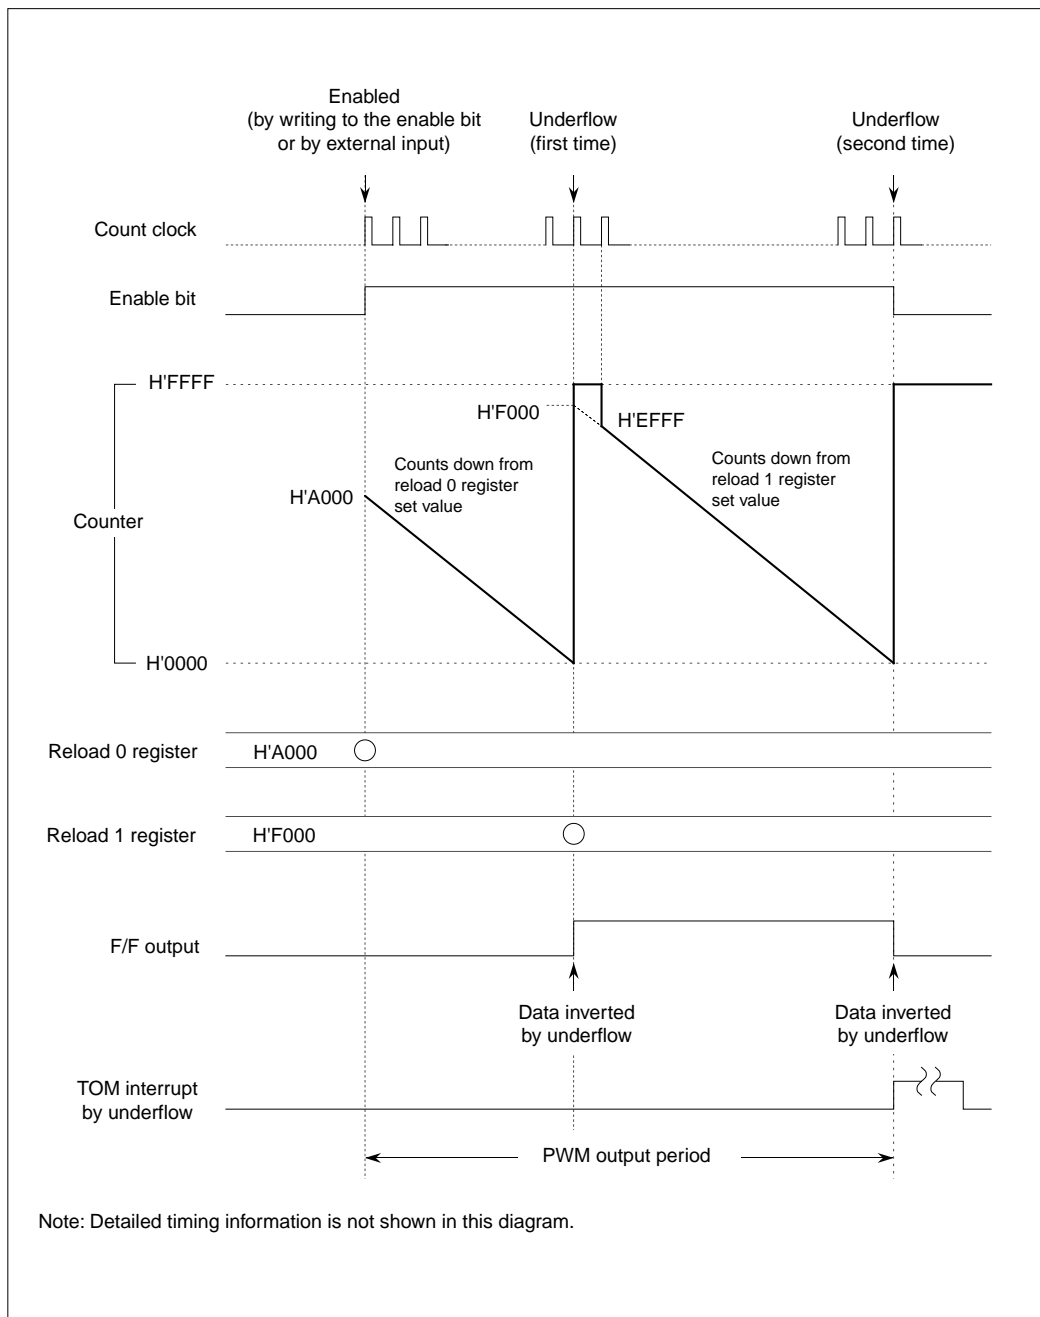 Enabled
(by writing to the enable bit
or by external input)
Underflow
(first time)
Underflow
(second time)
Count clock
Enable bit
H'FFFF
H'F000
H'EFFF
Counts down from
reload 0 register
set value
Counts down from
reload 1 register
set value
H'A000
Counter
H'0000
Reload 0 register
H'A000
Reload 1 register
H'F000
F/F output
Data inverted
by underflow
Data inverted
by underflow
TOM interrupt
by underflow
PWM output period
Note: Detailed timing information is not shown in this diagram.